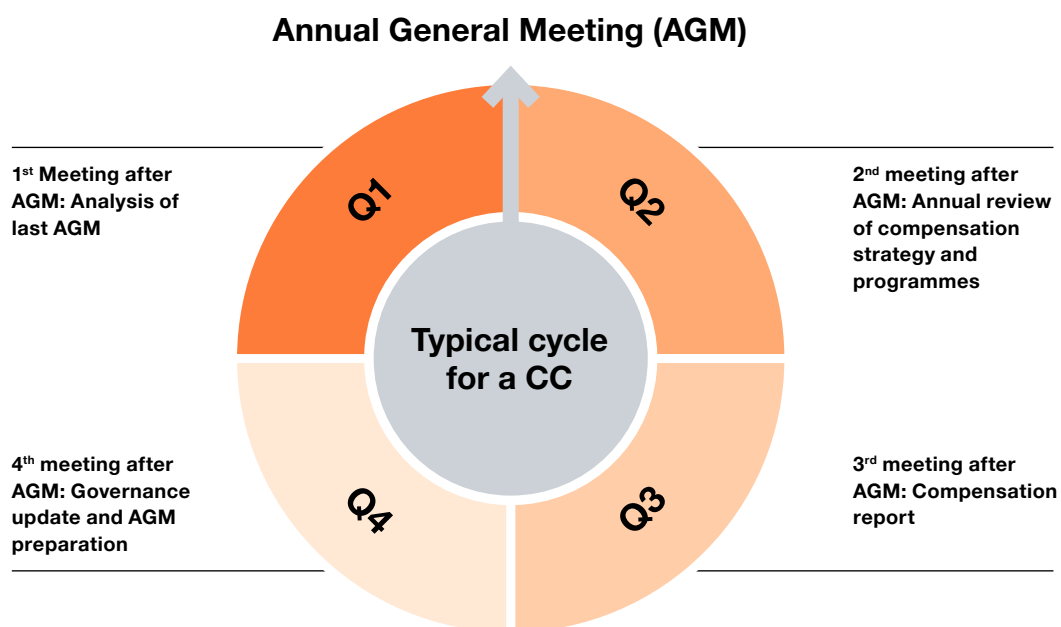 Annual General Meeting (AGM)
1st Meeting after
AGM: Analysis of
last AGM
Q1
Q2
2nd meeting after
AGM: Annual review
of compensation
strategy and
programmes
Typical cycle
for a CC
4th meeting after
AGM: Governance
update and AGM
preparation
Q4
Q3
3rd meeting after
AGM: Compensation
report